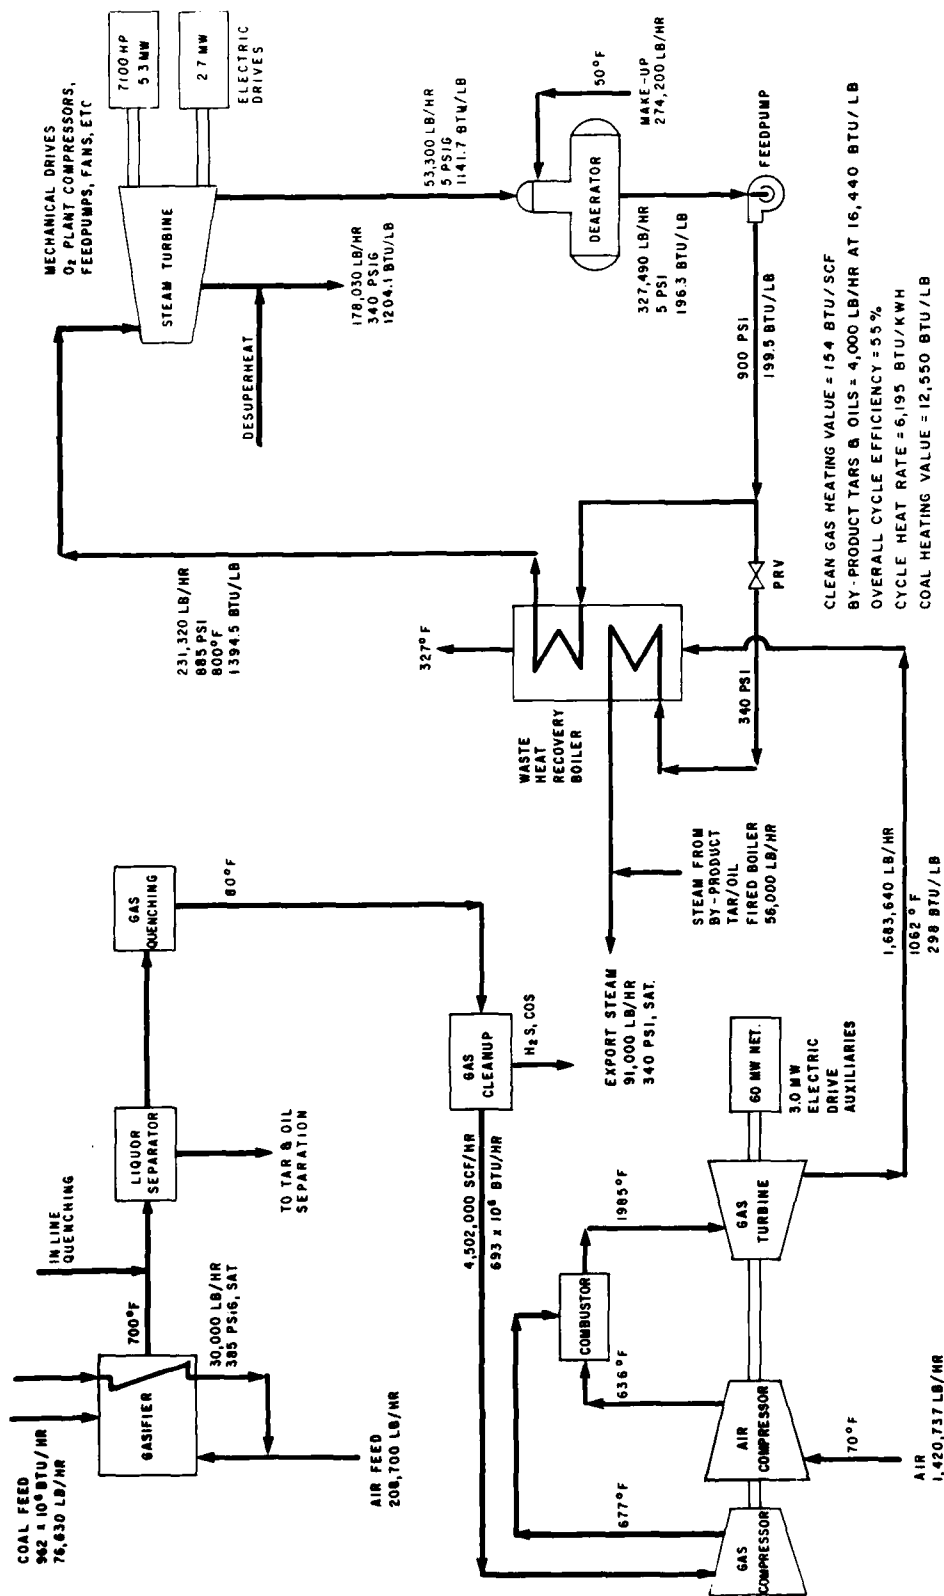 COAL FEED
962 x 10⁶ BTU/HR
76,630 LB/HR
GASIFIER
AIR FEED
208,700 LB/HR
30,000 LB/HR
385 PSIG, SAT
700°F
IN LINE
QUENCHING
LIQUOR
SEPARATOR
TO TAR & OIL
SEPARATION
GAS
QUENCHING
80°F
GAS
CLEANUP
H₂S, COS
4,502,000 SCF/HR
693 x 10⁶ BTU/HR
GAS
COMPRESSOR
677°F
AIR
COMPRESSOR
636°F
70°F
AIR
1,420,737 LB/HR
COMBUSTOR
1985°F
GAS
TURBINE
60 MW NET.
3.0 MW
ELECTRIC
DRIVE
AUXILIARIES
1,683,640 LB/HR
1062°F
298 BTU/LB
WASTE
HEAT
RECOVERY
BOILER
327°F
STEAM FROM
BY-PRODUCT
TAR/OIL
FIRED BOILER
56,000 LB/HR
EXPORT STEAM
91,000 LB/HR
340 PSI, SAT.
340 PSI
PRV
231,320 LB/HR
885 PSI
800°F
1394.5 BTU/LB
MECHANICAL DRIVES
O₂ PLANT COMPRESSORS,
FEEDPUMPS, FANS, ETC
STEAM TURBINE
7100 HP
5.3 MW
2.7 MW
ELECTRIC
DRIVES
DESUPERHEAT
178,030 LB/HR
340 PSIG
1204.1 BTU/LB
53,300 LB/HR
5 PSIG
1141.7 BTU/LB
50°F
MAKE-UP
274,200 LB/HR
DEAERATOR
327,490 LB/HR
5 PSI
196.3 BTU/LB
FEEDPUMP
900 PSI
199.5 BTU/LB
CLEAN GAS HEATING VALUE = 154 BTU/SCF
BY-PRODUCT TARS & OILS = 4,000 LB/HR AT 16,440 BTU/LB
OVERALL CYCLE EFFICIENCY = 55%
CYCLE HEAT RATE = 6,195 BTU/KWH
COAL HEATING VALUE = 12,550 BTU/LB